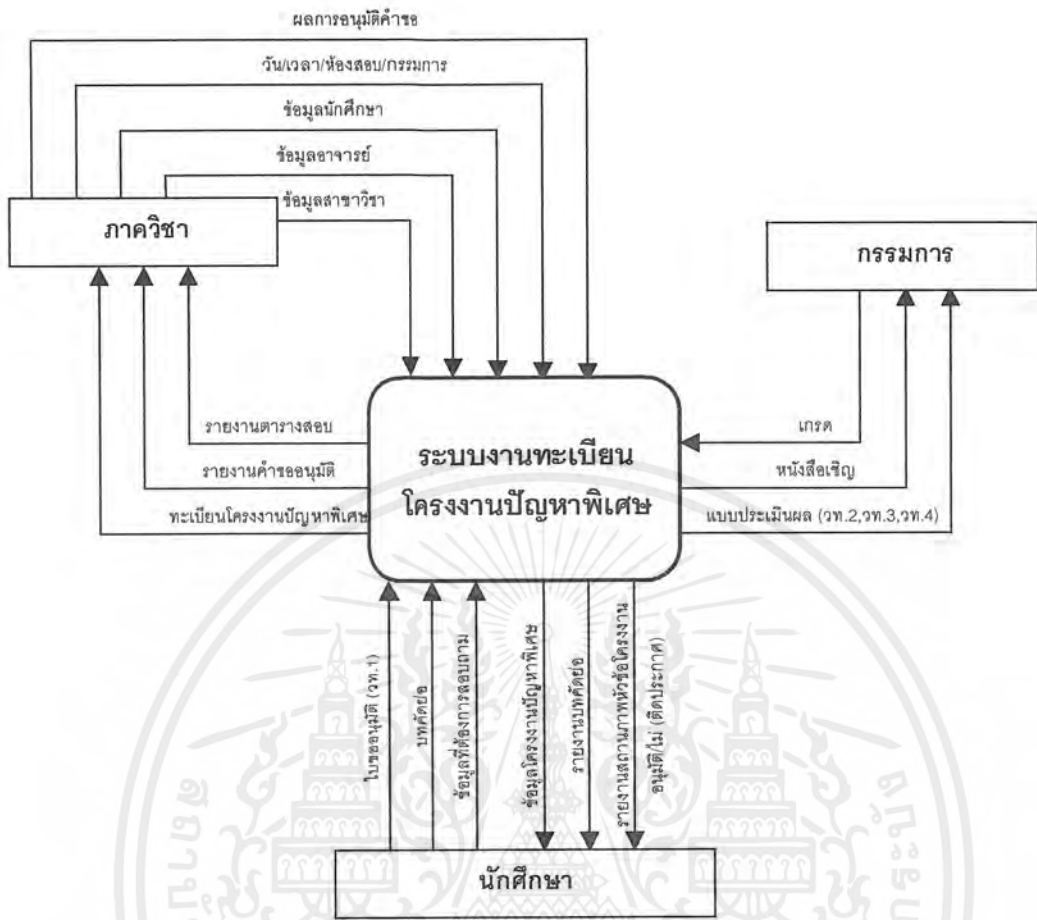 ผลการอนุมัติคำขอ
วัน/เวลา/ห้องสอบ/กรรมการ
ข้อมูลนักศึกษา
ข้อมูลอาจารย์
ข้อมูลสาขาวิชา
ภาควิชา
กรรมการ
รายงานตารางสอบ
รายงานคำขออนุมัติ
ทะเบียนโครงงานปัญหาพิเศษ
ระบบงานทะเบียน
โครงงานปัญหาพิเศษ
เกรด
หนังสือเชิญ
แบบประเมินผล (วท.2,วท.3,วท.4)
ใบขออนุมัติ (วท.1)
บทคัดย่อ
ข้อมูลที่ต้องการสอบถาม
ข้อมูลโครงงานปัญหาพิเศษ
รายงานบทคัดย่อ
รายงานสถานภาพหัวข้อโครงงาน
อนุมัติ/ไม่ (ติดประกาศ)
นักศึกษา